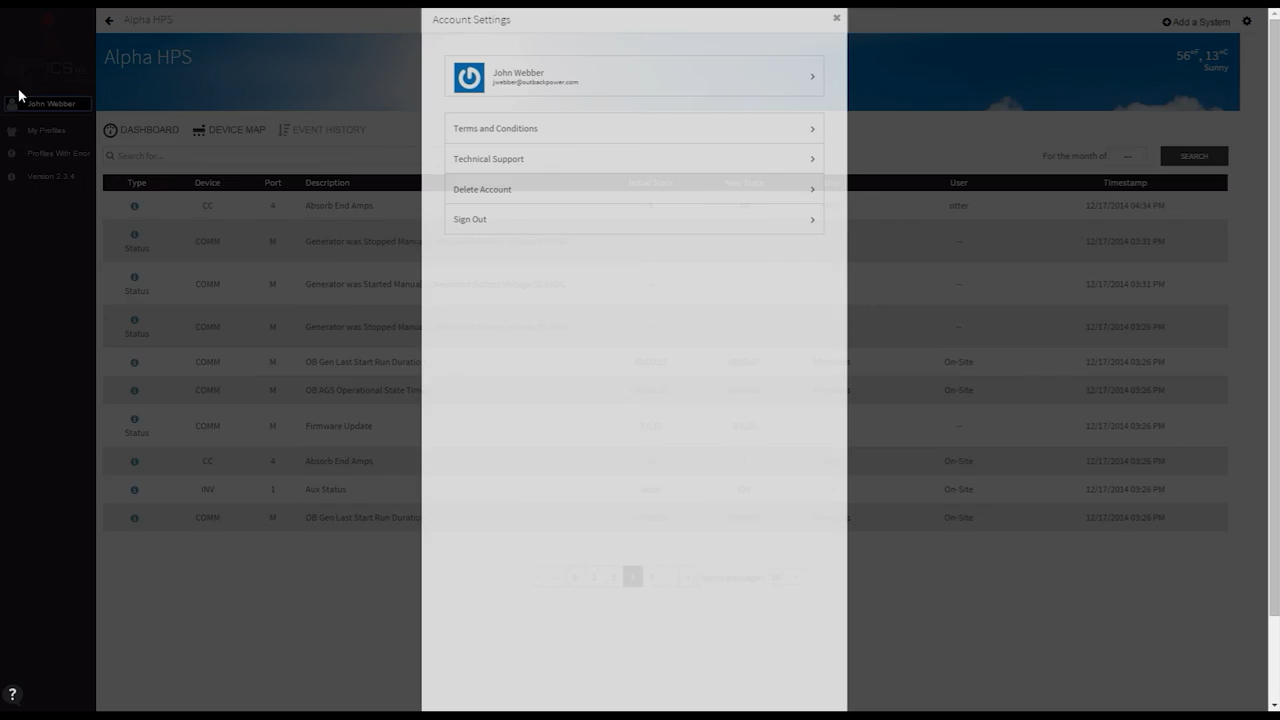 Alpha HPS
Account Settings
Add a System
Alpha HPS
56°F, 13°C
Sunny
John Webber
jwebber@outbackpower.com
John Webber
My Profiles
Profiles With Error
Version 2.3.4
Terms and Conditions
Technical Support
Delete Account
Sign Out
DASHBOARD DEVICE MAP EVENT HISTORY
Search for...
For the month of -- SEARCH
Type Device Port Description User Timestamp
CC 4 Absorb End Amps otter 12/17/2014 04:34 PM
Status COMM M Generator was Stopped Manua -- 12/17/2014 03:31 PM
Status COMM M Generator was Started Manual -- 12/17/2014 03:31 PM
Status COMM M Generator was Stopped Manua -- 12/17/2014 03:26 PM
COMM M OB Gen Last Start Run Duratio On-Site 12/17/2014 03:26 PM
COMM M OB AGS Operational State Tim On-Site 12/17/2014 03:26 PM
Status COMM M Firmware Update -- 12/17/2014 03:26 PM
CC 4 Absorb End Amps On-Site 12/17/2014 03:26 PM
INV 1 Aux Status On-Site 12/17/2014 03:26 PM
COMM M OB Gen Last Start Run Duratio On-Site 12/17/2014 03:26 PM
?